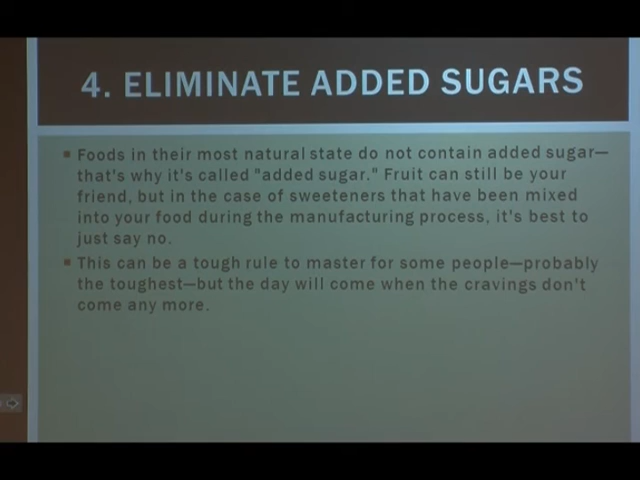 4. ELIMINATE ADDED SUGARS
▪ Foods in their most natural state do not contain added sugar—
that's why it's called "added sugar." Fruit can still be your
friend, but in the case of sweeteners that have been mixed
into your food during the manufacturing process, it's best to
just say no.
▪ This can be a tough rule to master for some people—probably
the toughest—but the day will come when the cravings don't
come any more.